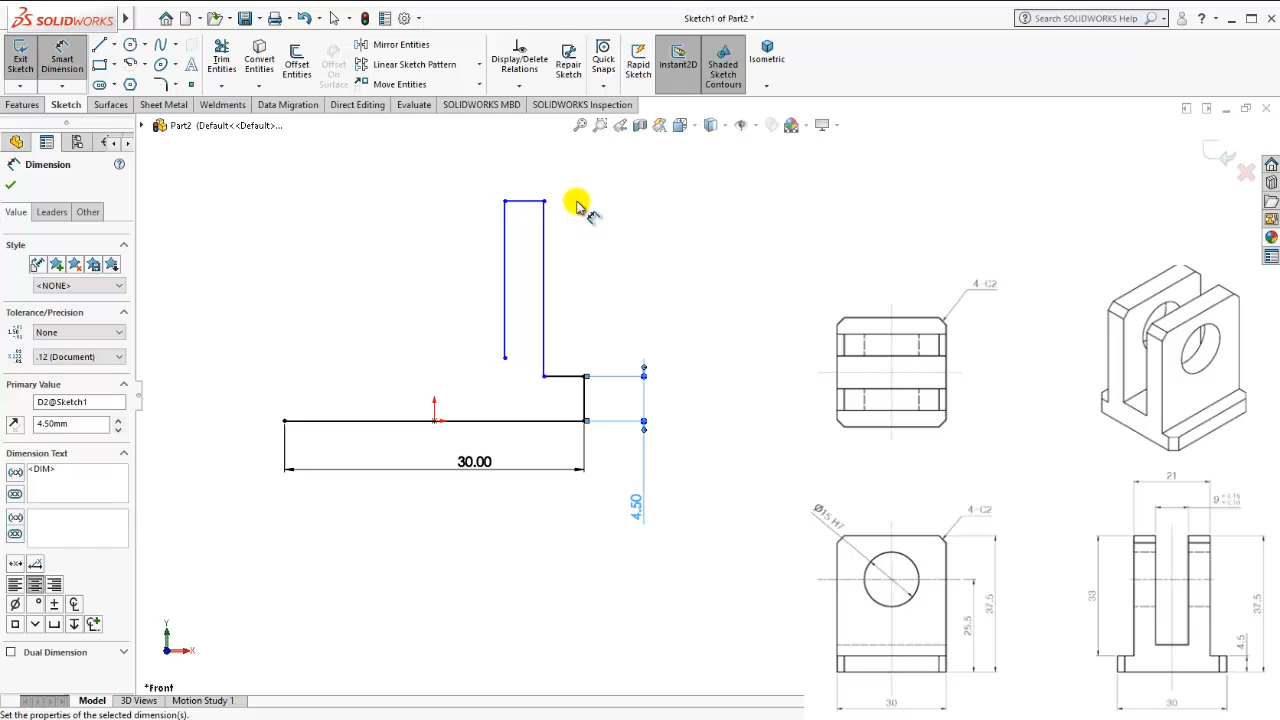 SOLIDWORKS
Sketch1 of Part2 *
Search SOLIDWORKS Help
Exit Sketch
Smart Dimension
Trim Entities
Convert Entities
Offset Entities
Offset On Surface
Mirror Entities
Linear Sketch Pattern
Move Entities
Display/Delete Relations
Repair Sketch
Quick Snaps
Rapid Sketch
Instant2D
Shaded Sketch Contours
Isometric
Features
Sketch
Surfaces
Sheet Metal
Weldments
Data Migration
Direct Editing
Evaluate
SOLIDWORKS MBD
SOLIDWORKS Inspection
Part2 (Default<<Default>...
Dimension
Value
Leaders
Other
Style
<NONE>
Tolerance/Precision
None
.12 (Document)
Primary Value
D2@Sketch1
4.50mm
Dimension Text
<DIM>
Dual Dimension
30.00
4.50
Y
X
*Front
4-C2
Ø15 H7
4-C2
25.5
37.5
30
21
9 +0.15 +0.10
33
4.5
37.5
30
Model
3D Views
Motion Study 1
Set the properties of the selected dimension(s).